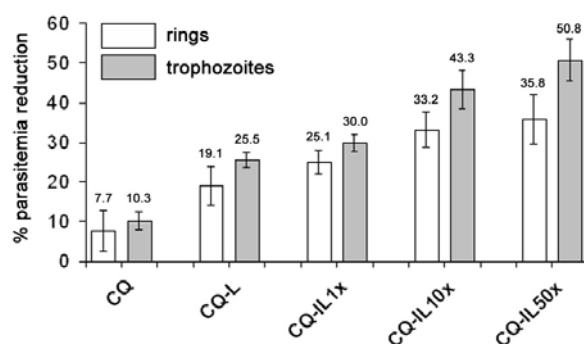 % parasitemia reduction
60
50
40
30
20
10
0
rings
trophozoites
7.7
10.3
19.1
25.5
25.1
30.0
33.2
43.3
35.8
50.8
CQ
CQ-L
CQ-IL1x
CQ-IL10x
CQ-IL50x